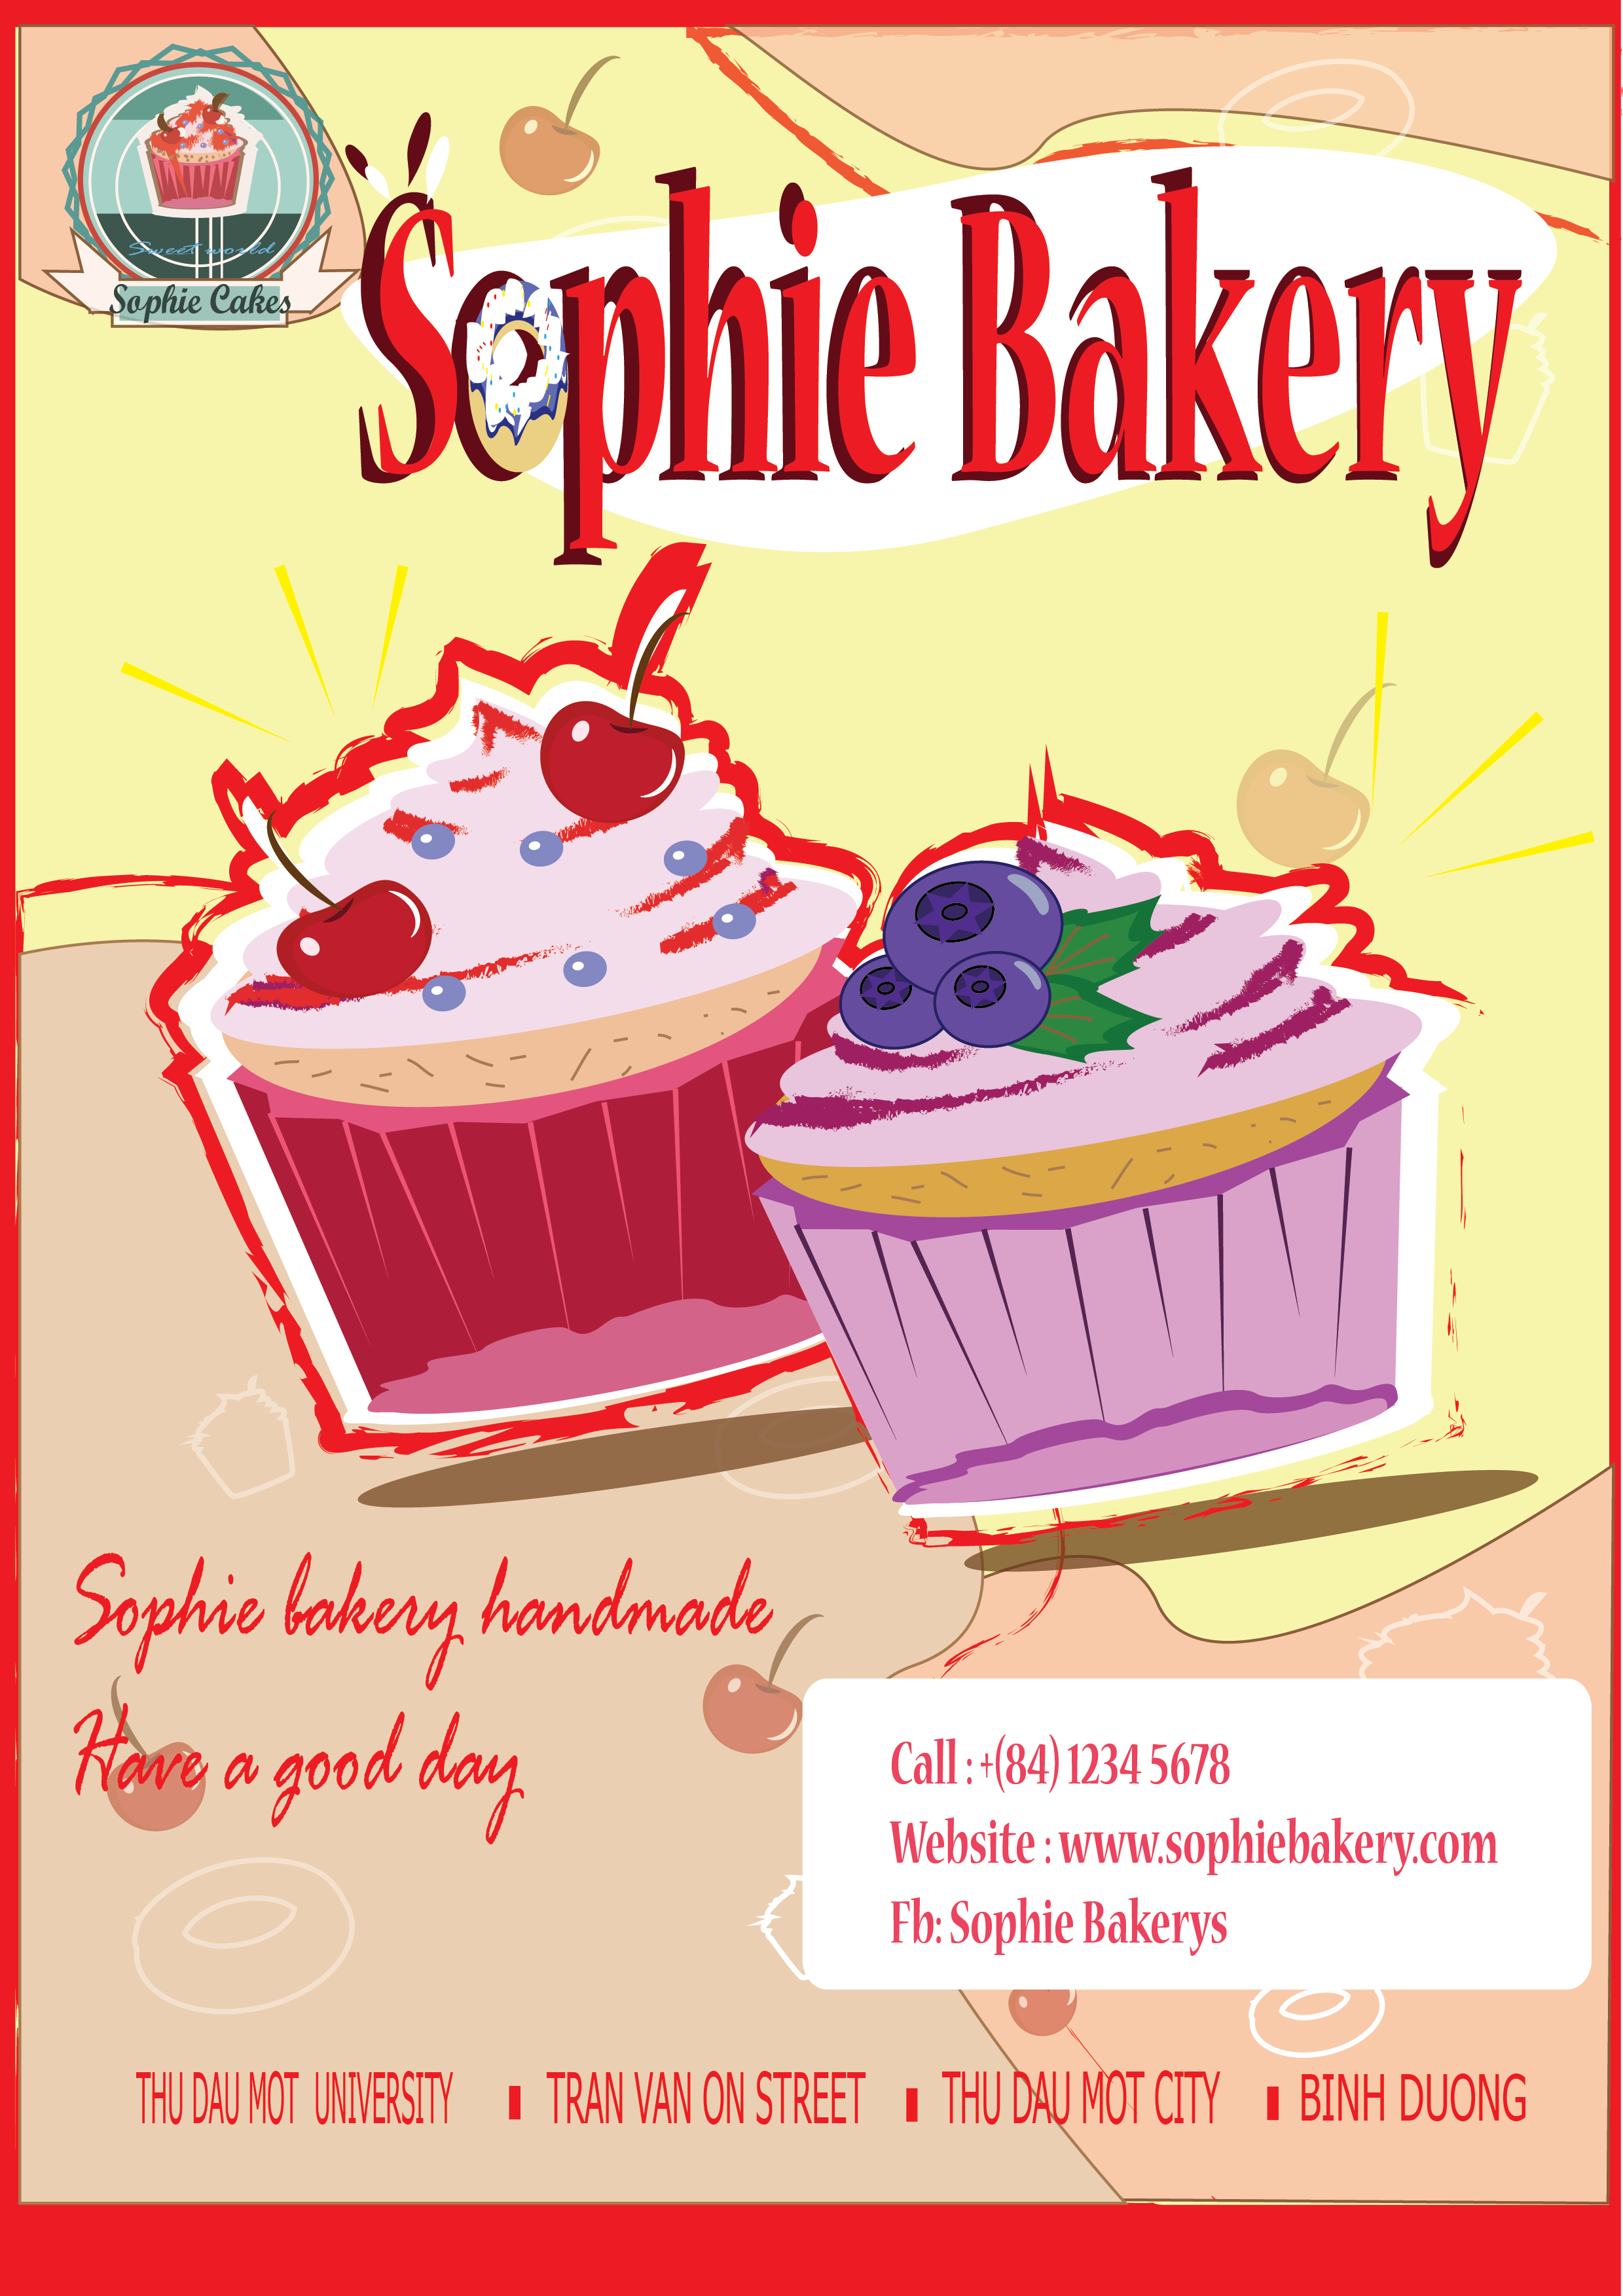 Sweet world
Sophie Cakes
Sophie Bakery
Sophie bakery handmade
Have a good day
Call : +(84) 1234 5678
Website : www.sophiebakery.com
Fb: Sophie Bakerys
THU DAU MOT UNIVERSITY ▪ TRAN VAN ON STREET ▪ THU DAU MOT CITY ▪ BINH DUONG